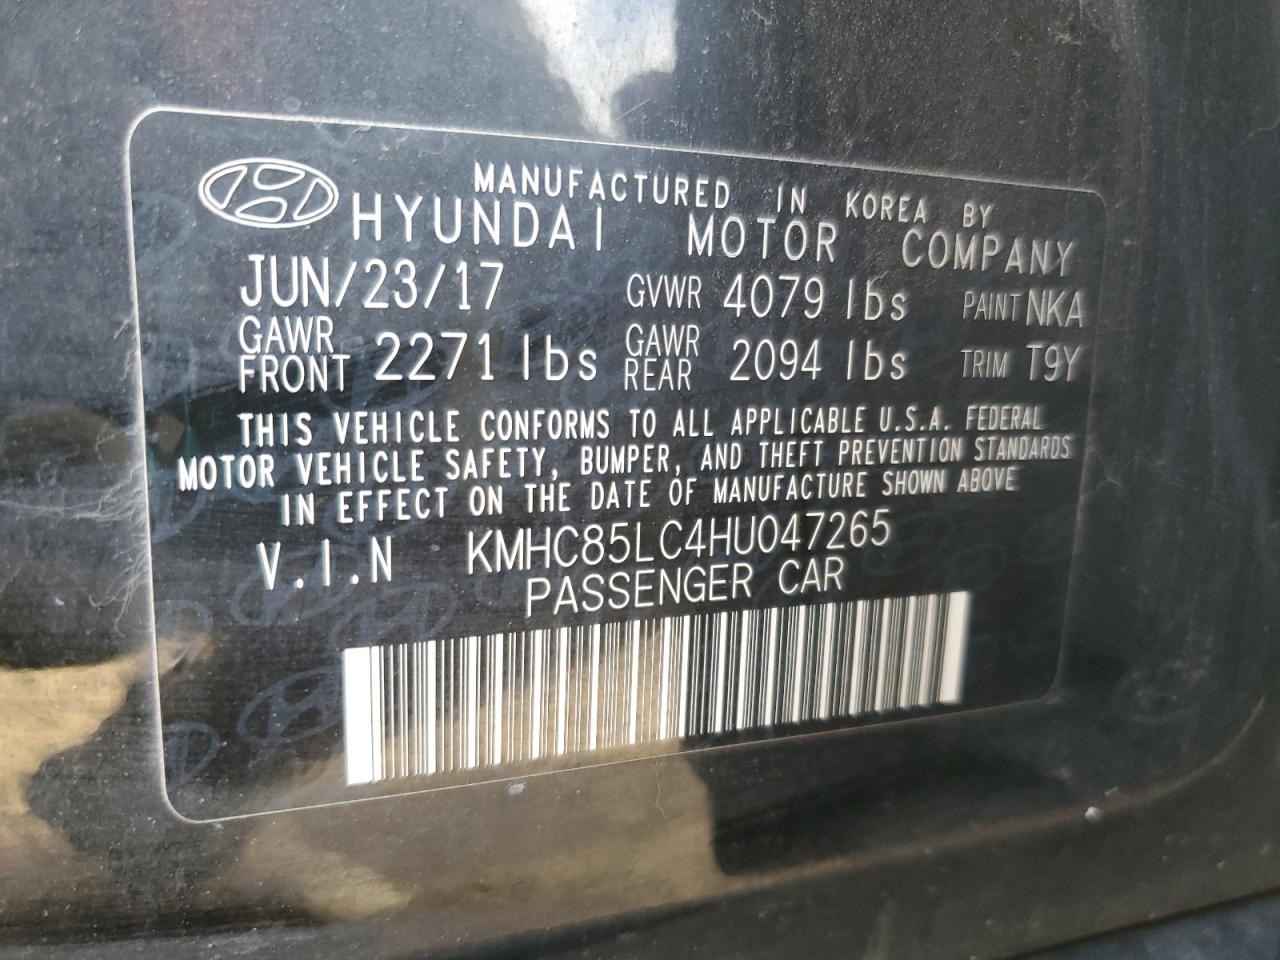 MANUFACTURED IN KOREA BY
HYUNDAI MOTOR COMPANY
JUN/23/17 GVWR 4079 lbs PAINT NKA
GAWR FRONT 2271 lbs GAWR REAR 2094 lbs TRIM T9Y
THIS VEHICLE CONFORMS TO ALL APPLICABLE U.S.A. FEDERAL
MOTOR VEHICLE SAFETY, BUMPER, AND THEFT PREVENTION STANDARDS
IN EFFECT ON THE DATE OF MANUFACTURE SHOWN ABOVE
V.I.N KMHC85LC4HU047265
PASSENGER CAR